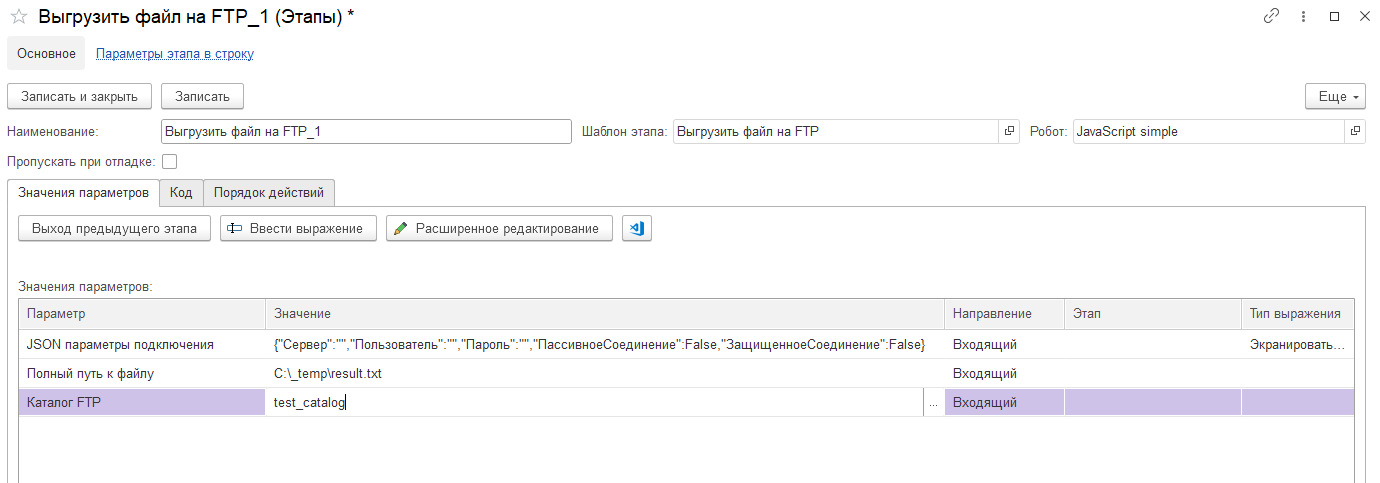 Выгрузить файл на FTP_1 (Этапы) *
Основное Параметры этапа в строку
Записать и закрыть Записать Еще
Наименование: Выгрузить файл на FTP_1 Шаблон этапа: Выгрузить файл на FTP Робот: JavaScript simple
Пропускать при отладке:
Значения параметров Код Порядок действий
Выход предыдущего этапа Ввести выражение Расширенное редактирование
Значения параметров:
Параметр Значение Направление Этап Тип выражения
JSON параметры подключения {"Сервер":"","Пользователь":"","Пароль":"","ПассивноеСоединение":False,"ЗащищенноеСоединение":False} Входящий Экранировать...
Полный путь к файлу C:\_temp\result.txt Входящий
Каталог FTP test_catalog ... Входящий